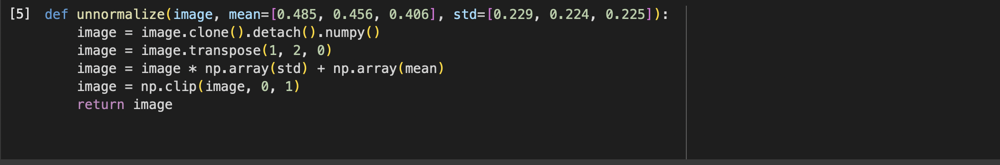 [5] def unnormalize(image, mean=[0.485, 0.456, 0.406], std=[0.229, 0.224, 0.225]):
    image = image.clone().detach().numpy()
    image = image.transpose(1, 2, 0)
    image = image * np.array(std) + np.array(mean)
    image = np.clip(image, 0, 1)
    return image